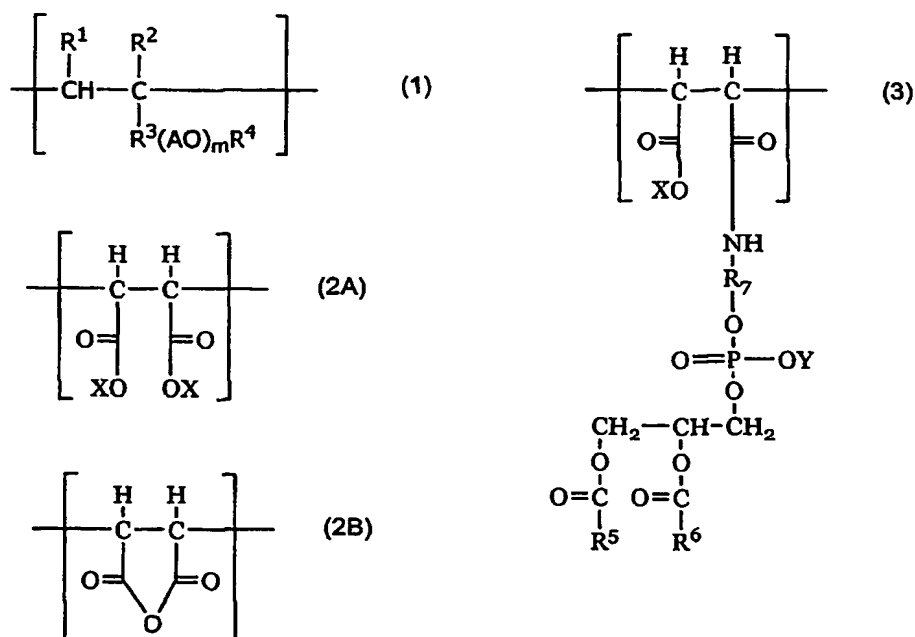 R¹ R²
CH C (1)
R³(AO)ₘR⁴
H H
C C (2A)
O=C C=O
XO OX
H H
C C (2B)
O O
O
H H
C C (3)
O=C C=O
XO
NH
R₇
O
O=P—OY
O
CH₂—CH—CH₂
O O
O=C O=C
R⁵ R⁶